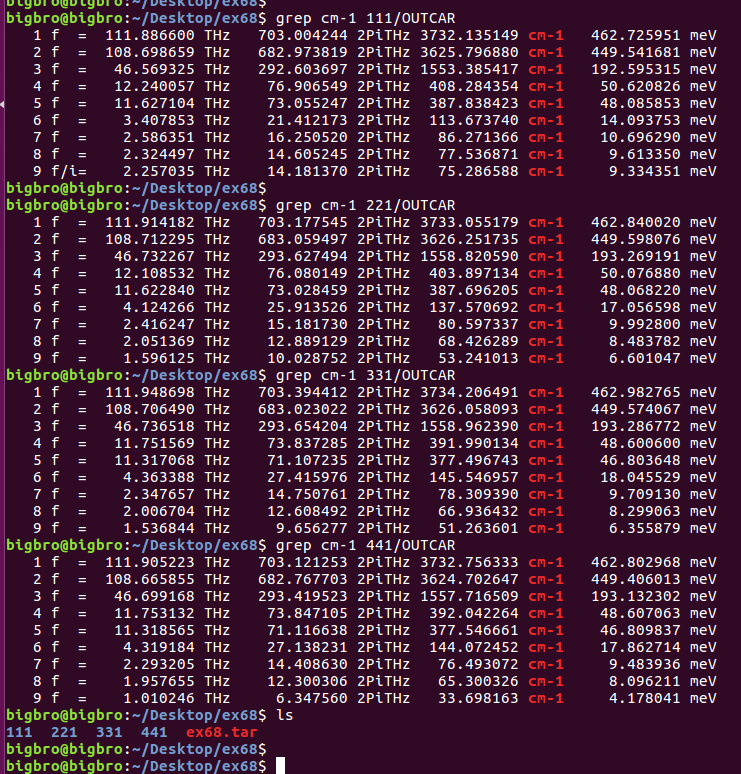 bigbro@bigbro:~/Desktop/ex68$
bigbro@bigbro:~/Desktop/ex68$ grep cm-1 111/OUTCAR
1 f  =  111.886600 THz  703.004244 2PiTHz 3732.135149 cm-1  462.725951 meV
2 f  =  108.698659 THz  682.973819 2PiTHz 3625.796880 cm-1  449.541681 meV
3 f  =  46.569325 THz  292.603697 2PiTHz 1553.385417 cm-1  192.595315 meV
4 f  =  12.240057 THz  76.906549 2PiTHz  408.284354 cm-1  50.620826 meV
5 f  =  11.627104 THz  73.055247 2PiTHz  387.838423 cm-1  48.085853 meV
6 f  =  3.407853 THz  21.412173 2PiTHz  113.673740 cm-1  14.093753 meV
7 f  =  2.586351 THz  16.250520 2PiTHz  86.271366 cm-1  10.696290 meV
8 f  =  2.324497 THz  14.605245 2PiTHz  77.536871 cm-1  9.613350 meV
9 f/i=  2.257035 THz  14.181370 2PiTHz  75.286588 cm-1  9.334351 meV
bigbro@bigbro:~/Desktop/ex68$
bigbro@bigbro:~/Desktop/ex68$ grep cm-1 221/OUTCAR
1 f  =  111.914182 THz  703.177545 2PiTHz 3733.055179 cm-1  462.840020 meV
2 f  =  108.712295 THz  683.059497 2PiTHz 3626.251735 cm-1  449.598076 meV
3 f  =  46.732267 THz  293.627494 2PiTHz 1558.820590 cm-1  193.269191 meV
4 f  =  12.108532 THz  76.080149 2PiTHz  403.897134 cm-1  50.076880 meV
5 f  =  11.622840 THz  73.028459 2PiTHz  387.696205 cm-1  48.068220 meV
6 f  =  4.124266 THz  25.913526 2PiTHz  137.570692 cm-1  17.056598 meV
7 f  =  2.416247 THz  15.181730 2PiTHz  80.597337 cm-1  9.992800 meV
8 f  =  2.051369 THz  12.889129 2PiTHz  68.426289 cm-1  8.483782 meV
9 f  =  1.596125 THz  10.028752 2PiTHz  53.241013 cm-1  6.601047 meV
bigbro@bigbro:~/Desktop/ex68$ grep cm-1 331/OUTCAR
1 f  =  111.948698 THz  703.394412 2PiTHz 3734.206491 cm-1  462.982765 meV
2 f  =  108.706490 THz  683.023022 2PiTHz 3626.058093 cm-1  449.574067 meV
3 f  =  46.736518 THz  293.654204 2PiTHz 1558.962390 cm-1  193.286772 meV
4 f  =  11.751569 THz  73.837285 2PiTHz  391.990134 cm-1  48.600600 meV
5 f  =  11.317068 THz  71.107235 2PiTHz  377.496743 cm-1  46.803648 meV
6 f  =  4.363388 THz  27.415976 2PiTHz  145.546957 cm-1  18.045529 meV
7 f  =  2.347657 THz  14.750761 2PiTHz  78.309390 cm-1  9.709130 meV
8 f  =  2.006704 THz  12.608492 2PiTHz  66.936432 cm-1  8.299063 meV
9 f  =  1.536844 THz  9.656277 2PiTHz  51.263601 cm-1  6.355879 meV
bigbro@bigbro:~/Desktop/ex68$ grep cm-1 441/OUTCAR
1 f  =  111.905223 THz  703.121253 2PiTHz 3732.756333 cm-1  462.802968 meV
2 f  =  108.665855 THz  682.767703 2PiTHz 3624.702647 cm-1  449.406013 meV
3 f  =  46.699168 THz  293.419523 2PiTHz 1557.716509 cm-1  193.132302 meV
4 f  =  11.753132 THz  73.847105 2PiTHz  392.042264 cm-1  48.607063 meV
5 f  =  11.318565 THz  71.116638 2PiTHz  377.546661 cm-1  46.809837 meV
6 f  =  4.319184 THz  27.138231 2PiTHz  144.072452 cm-1  17.862714 meV
7 f  =  2.293205 THz  14.408630 2PiTHz  76.493072 cm-1  9.483936 meV
8 f  =  1.957655 THz  12.300306 2PiTHz  65.300326 cm-1  8.096211 meV
9 f  =  1.010246 THz  6.347560 2PiTHz  33.698163 cm-1  4.178041 meV
bigbro@bigbro:~/Desktop/ex68$ ls
111  221  331  441  ex68.tar
bigbro@bigbro:~/Desktop/ex68$
bigbro@bigbro:~/Desktop/ex68$